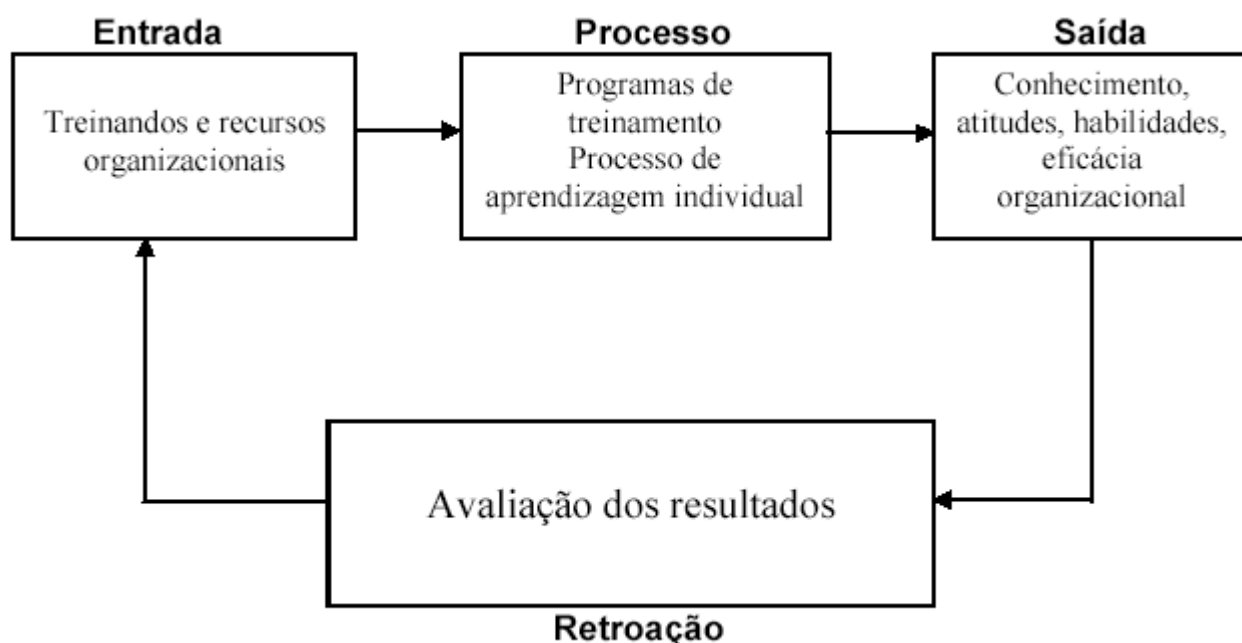 Entrada
Treinandos e recursos
organizacionais
Processo
Programas de
treinamento
Processo de
aprendizagem individual
Saída
Conhecimento,
atitudes, habilidades,
eficácia
organizacional
Avaliação dos resultados
Retroação